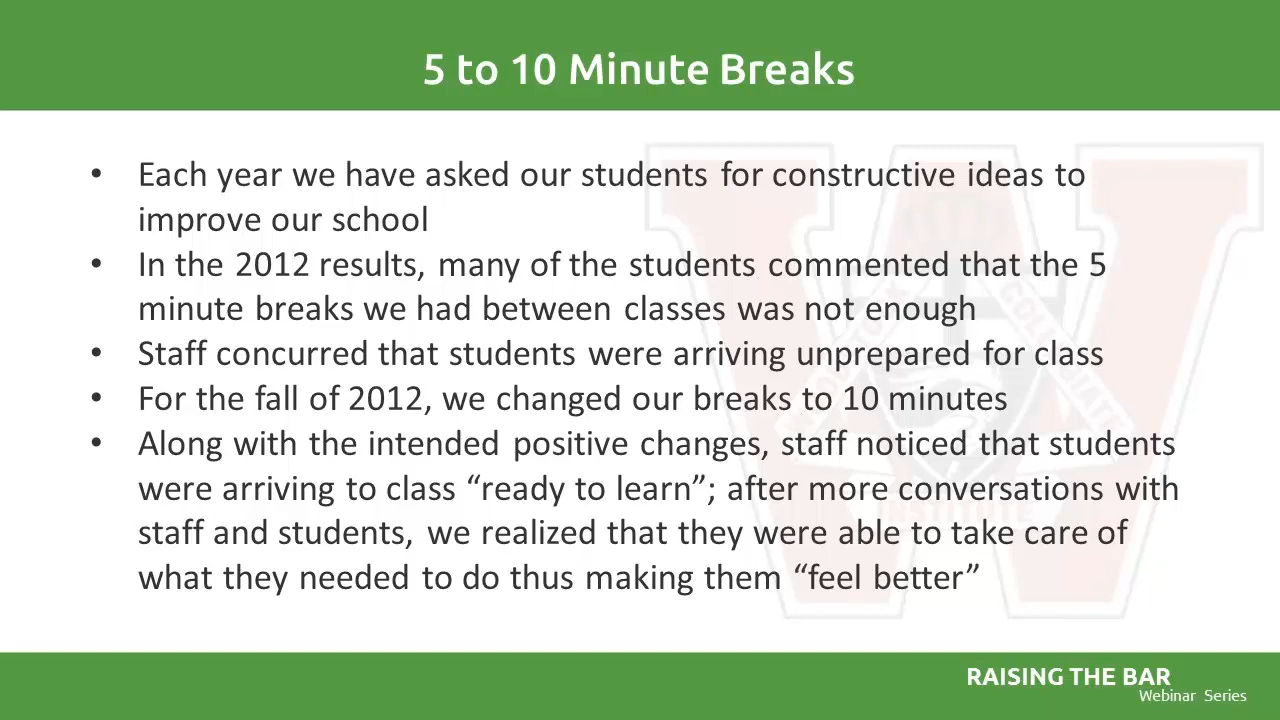 5 to 10 Minute Breaks
• Each year we have asked our students for constructive ideas to
improve our school
• In the 2012 results, many of the students commented that the 5
minute breaks we had between classes was not enough
• Staff concurred that students were arriving unprepared for class
• For the fall of 2012, we changed our breaks to 10 minutes
• Along with the intended positive changes, staff noticed that students
were arriving to class “ready to learn”; after more conversations with
staff and students, we realized that they were able to take care of
what they needed to do thus making them “feel better”
COLLEGIATE
INSTITUTE
RAISING THE BAR
Webinar Series